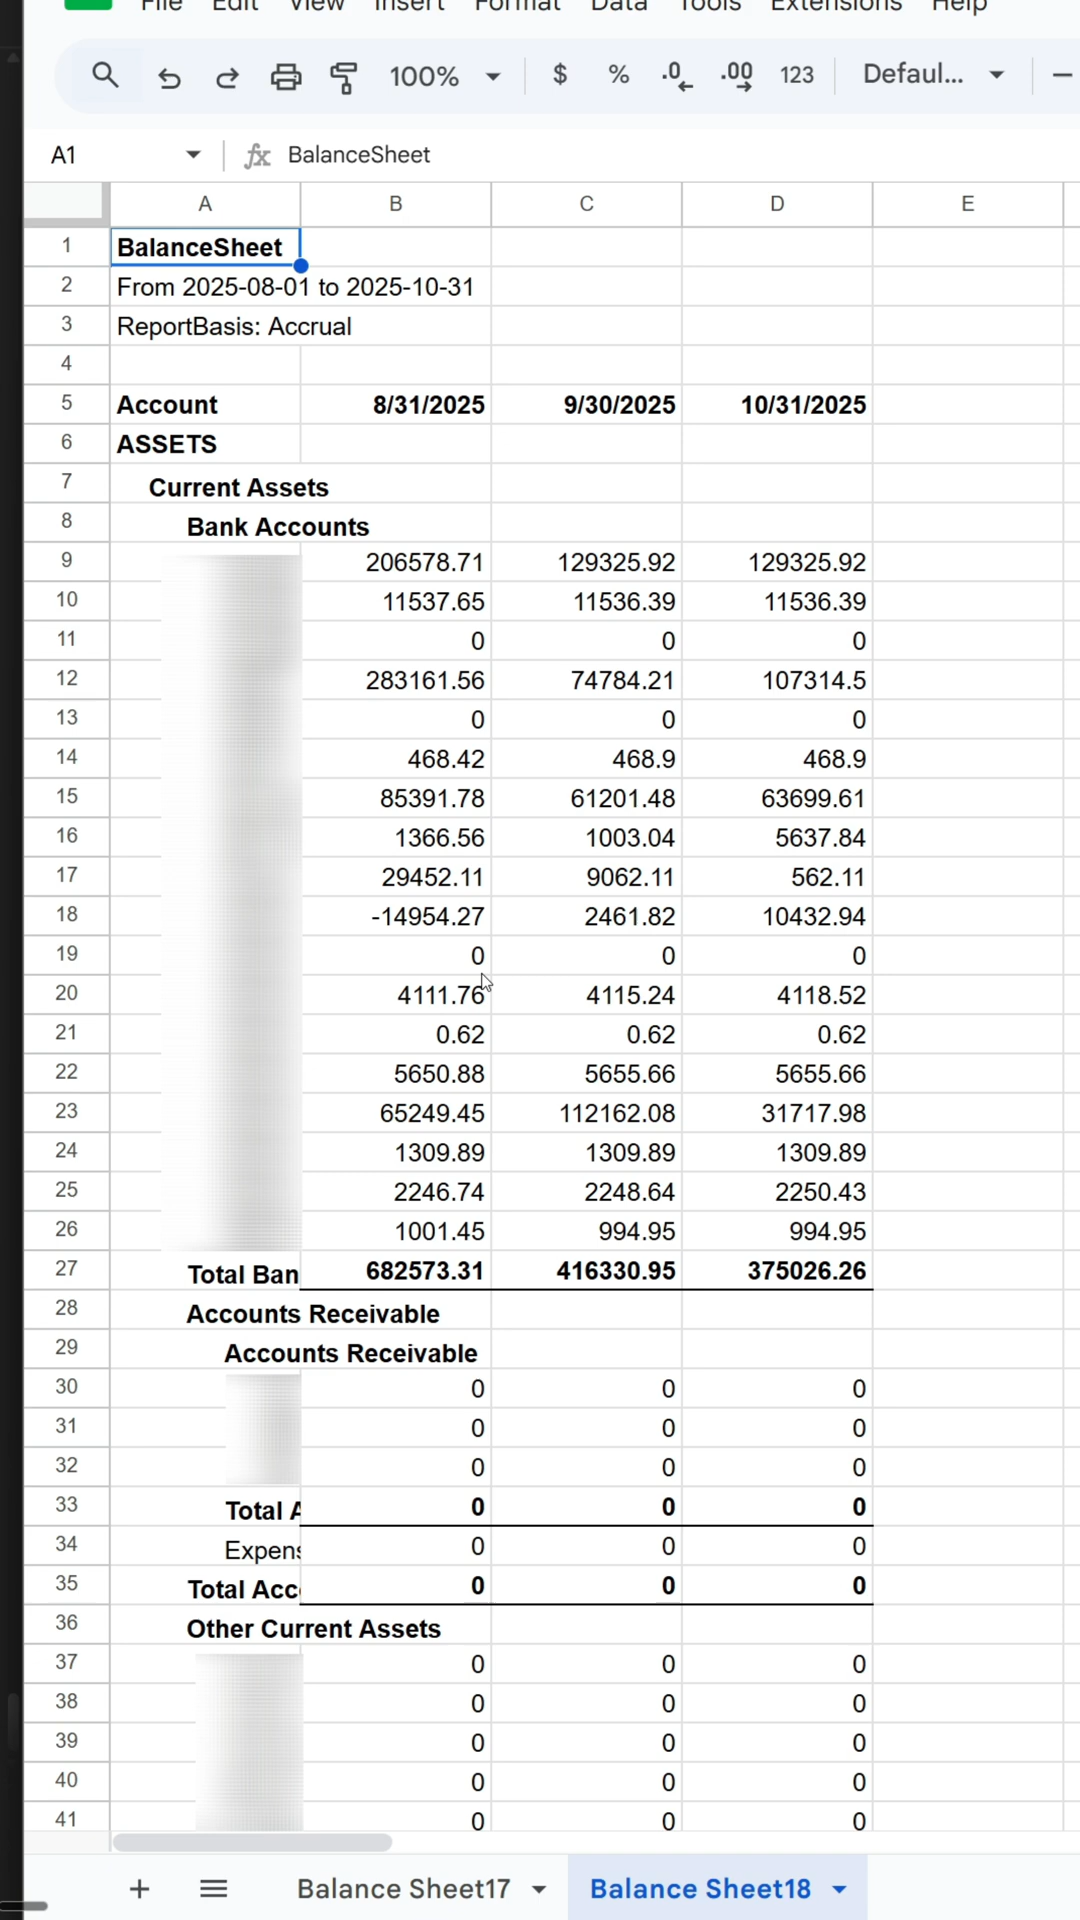 File Edit View Insert Format Data Tools Extensions Help
100% $ % .0 .00 123 Defaul...
A1 fx BalanceSheet
A B C D E
1 BalanceSheet
2 From 2025-08-01 to 2025-10-31
3 ReportBasis: Accrual
4
5 Account 8/31/2025 9/30/2025 10/31/2025
6 ASSETS
7 Current Assets
8 Bank Accounts
9 206578.71 129325.92 129325.92
10 11537.65 11536.39 11536.39
11 0 0 0
12 283161.56 74784.21 107314.5
13 0 0 0
14 468.42 468.9 468.9
15 85391.78 61201.48 63699.61
16 1366.56 1003.04 5637.84
17 29452.11 9062.11 562.11
18 -14954.27 2461.82 10432.94
19 0 0 0
20 4111.76 4115.24 4118.52
21 0.62 0.62 0.62
22 5650.88 5655.66 5655.66
23 65249.45 112162.08 31717.98
24 1309.89 1309.89 1309.89
25 2246.74 2248.64 2250.43
26 1001.45 994.95 994.95
27 Total Ban 682573.31 416330.95 375026.26
28 Accounts Receivable
29 Accounts Receivable
30 0 0 0
31 0 0 0
32 0 0 0
33 Total A 0 0 0
34 Expens 0 0 0
35 Total Acc 0 0 0
36 Other Current Assets
37 0 0 0
38 0 0 0
39 0 0 0
40 0 0 0
41 0 0 0
Balance Sheet17 Balance Sheet18